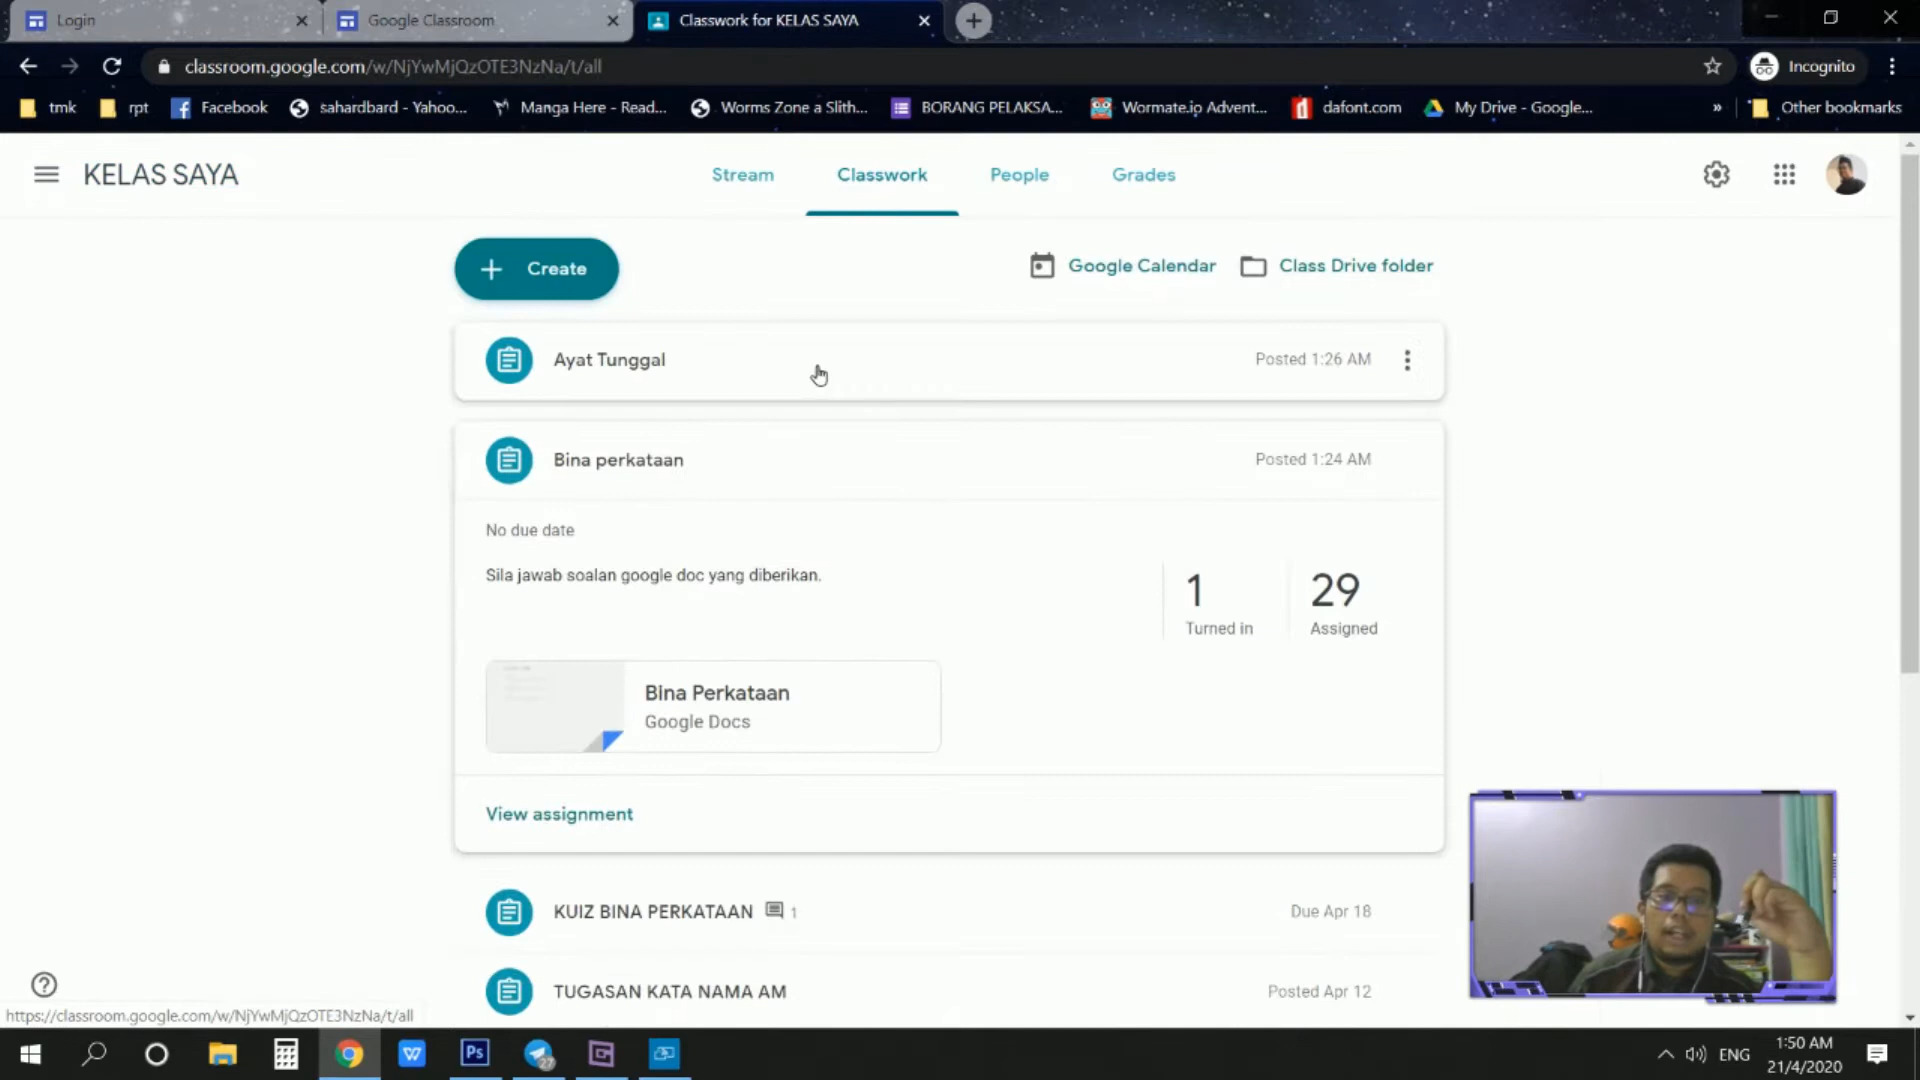 Login
Google Classroom
Classwork for KELAS SAYA
classroom.google.com/w/NjYwMjQzOTE3NzNa/t/all
Incognito
tmk
rpt
Facebook
sahardbard - Yahoo...
Manga Here - Read...
Worms Zone a Slith...
BORANG PELAKSA...
Wormate.io Advent...
dafont.com
My Drive - Google...
»
Other bookmarks
KELAS SAYA
Stream
Classwork
People
Grades
Create
Google Calendar
Class Drive folder
Ayat Tunggal
Posted 1:26 AM
Bina perkataan
Posted 1:24 AM
No due date
Sila jawab soalan google doc yang diberikan.
1
Turned in
29
Assigned
Bina Perkataan
Google Docs
View assignment
KUIZ BINA PERKATAAN 1
Due Apr 18
TUGASAN KATA NAMA AM
Posted Apr 12
https://classroom.google.com/w/NjYwMjQzOTE3NzNa/t/all
W
Ps
27
ENG
1:50 AM
21/4/2020